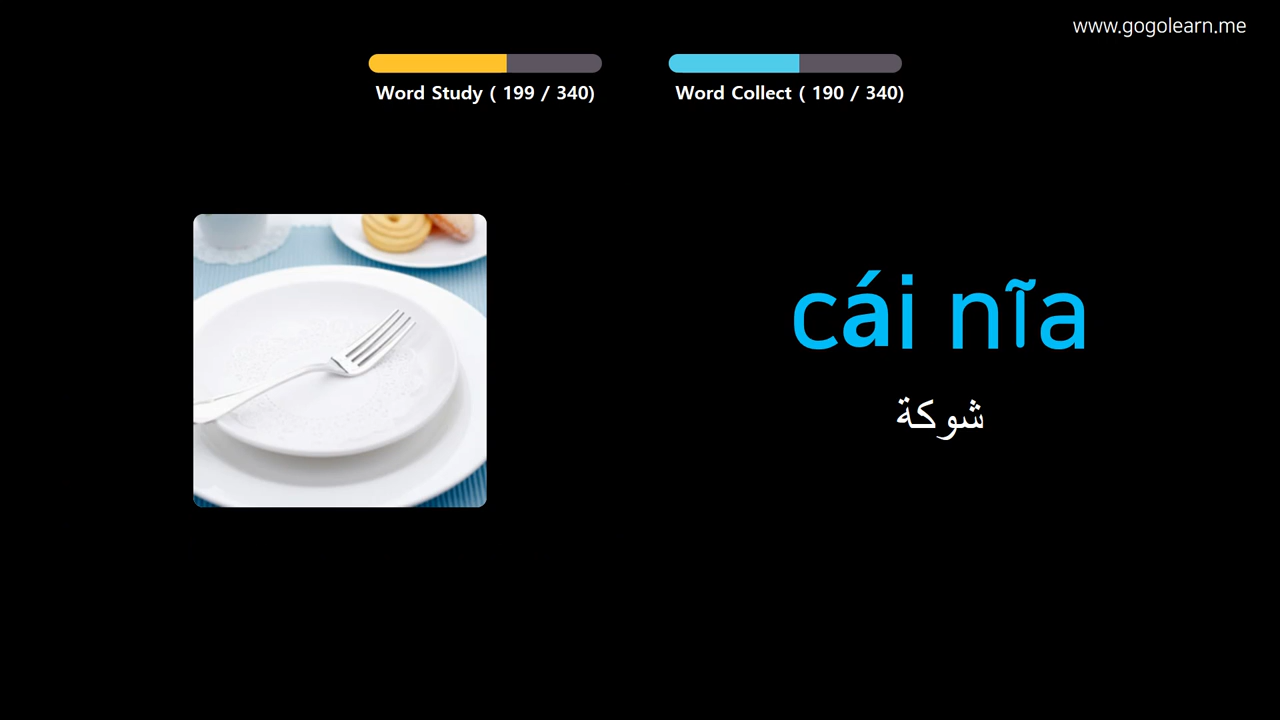 www.gogolearn.me
Word Study ( 199 / 340)
Word Collect ( 190 / 340)
cái nĩa
شوكة